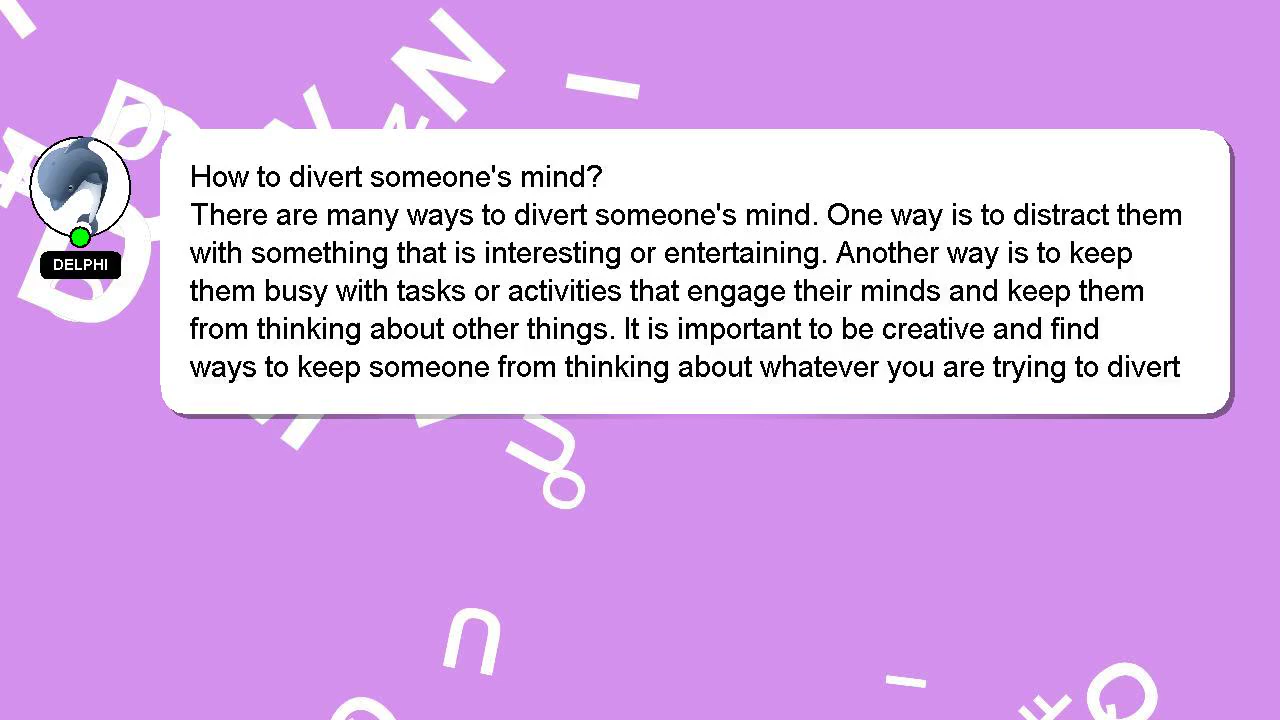 How to divert someone's mind?
There are many ways to divert someone's mind. One way is to distract them
with something that is interesting or entertaining. Another way is to keep
them busy with tasks or activities that engage their minds and keep them
from thinking about other things. It is important to be creative and find
ways to keep someone from thinking about whatever you are trying to divert
DELPHI